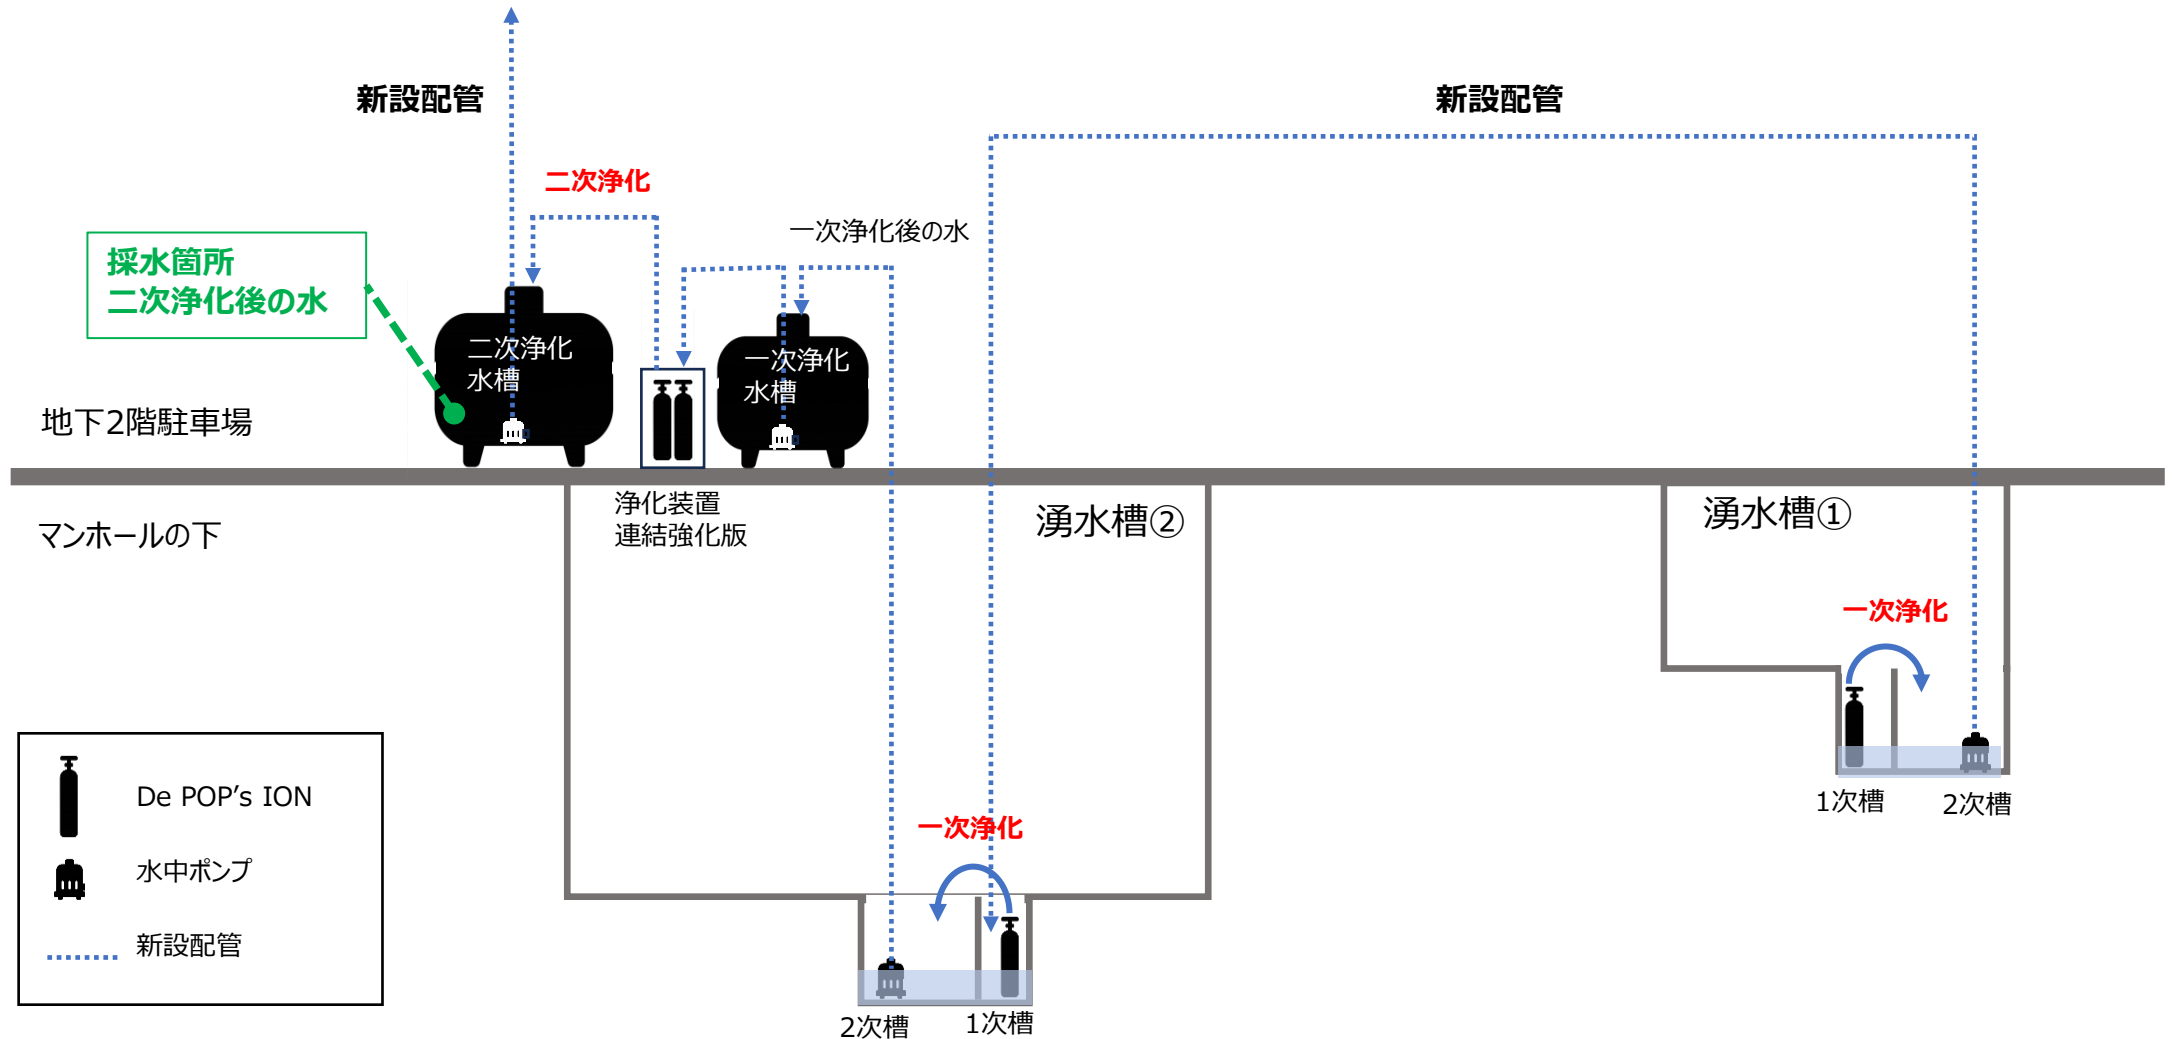 新設配管
新設配管
二次浄化
一次浄化後の水
採水箇所
二次浄化後の水
二次浄化
水槽
一次浄化
水槽
地下2階駐車場
浄化装置
連結強化版
湧水槽②
湧水槽①
マンホールの下
一次浄化
De POP's ION
1次槽
2次槽
一次浄化
水中ポンプ
新設配管
2次槽
1次槽